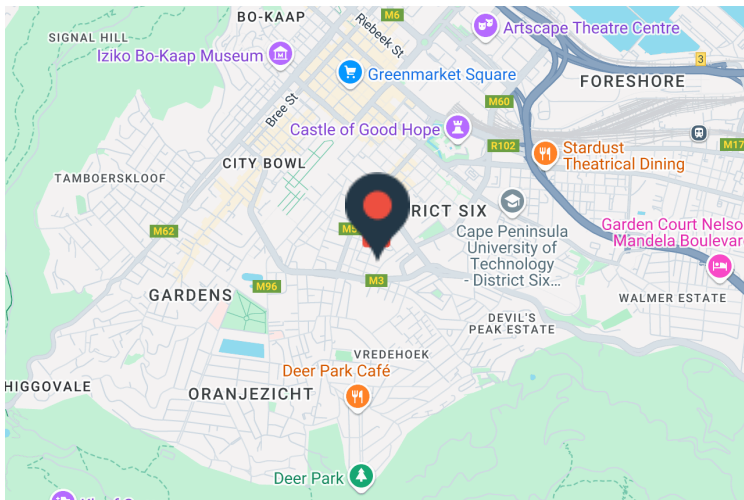 BO-KAAP
M6
Riebeek St
Artscape Theatre Centre
SIGNAL HILL
Iziko Bo-Kaap Museum
3
Greenmarket Square
FORESHORE
Bree St
M60
Castle of Good Hope
R102
M17
Stardust
Theatrical Dining
CITY BOWL
TAMBOERSKLOOF
RICT SIX
M62
M5
Cape Peninsula
University of
Technology
- District Six...
Garden Court Nelso
Mandela Boulevar
M3
M96
GARDENS
WALMER ESTATE
DEVIL'S
PEAK ESTATE
VREDEHOEK
Deer Park Café
HIGGOVALE
ORANJEZICHT
Deer Park